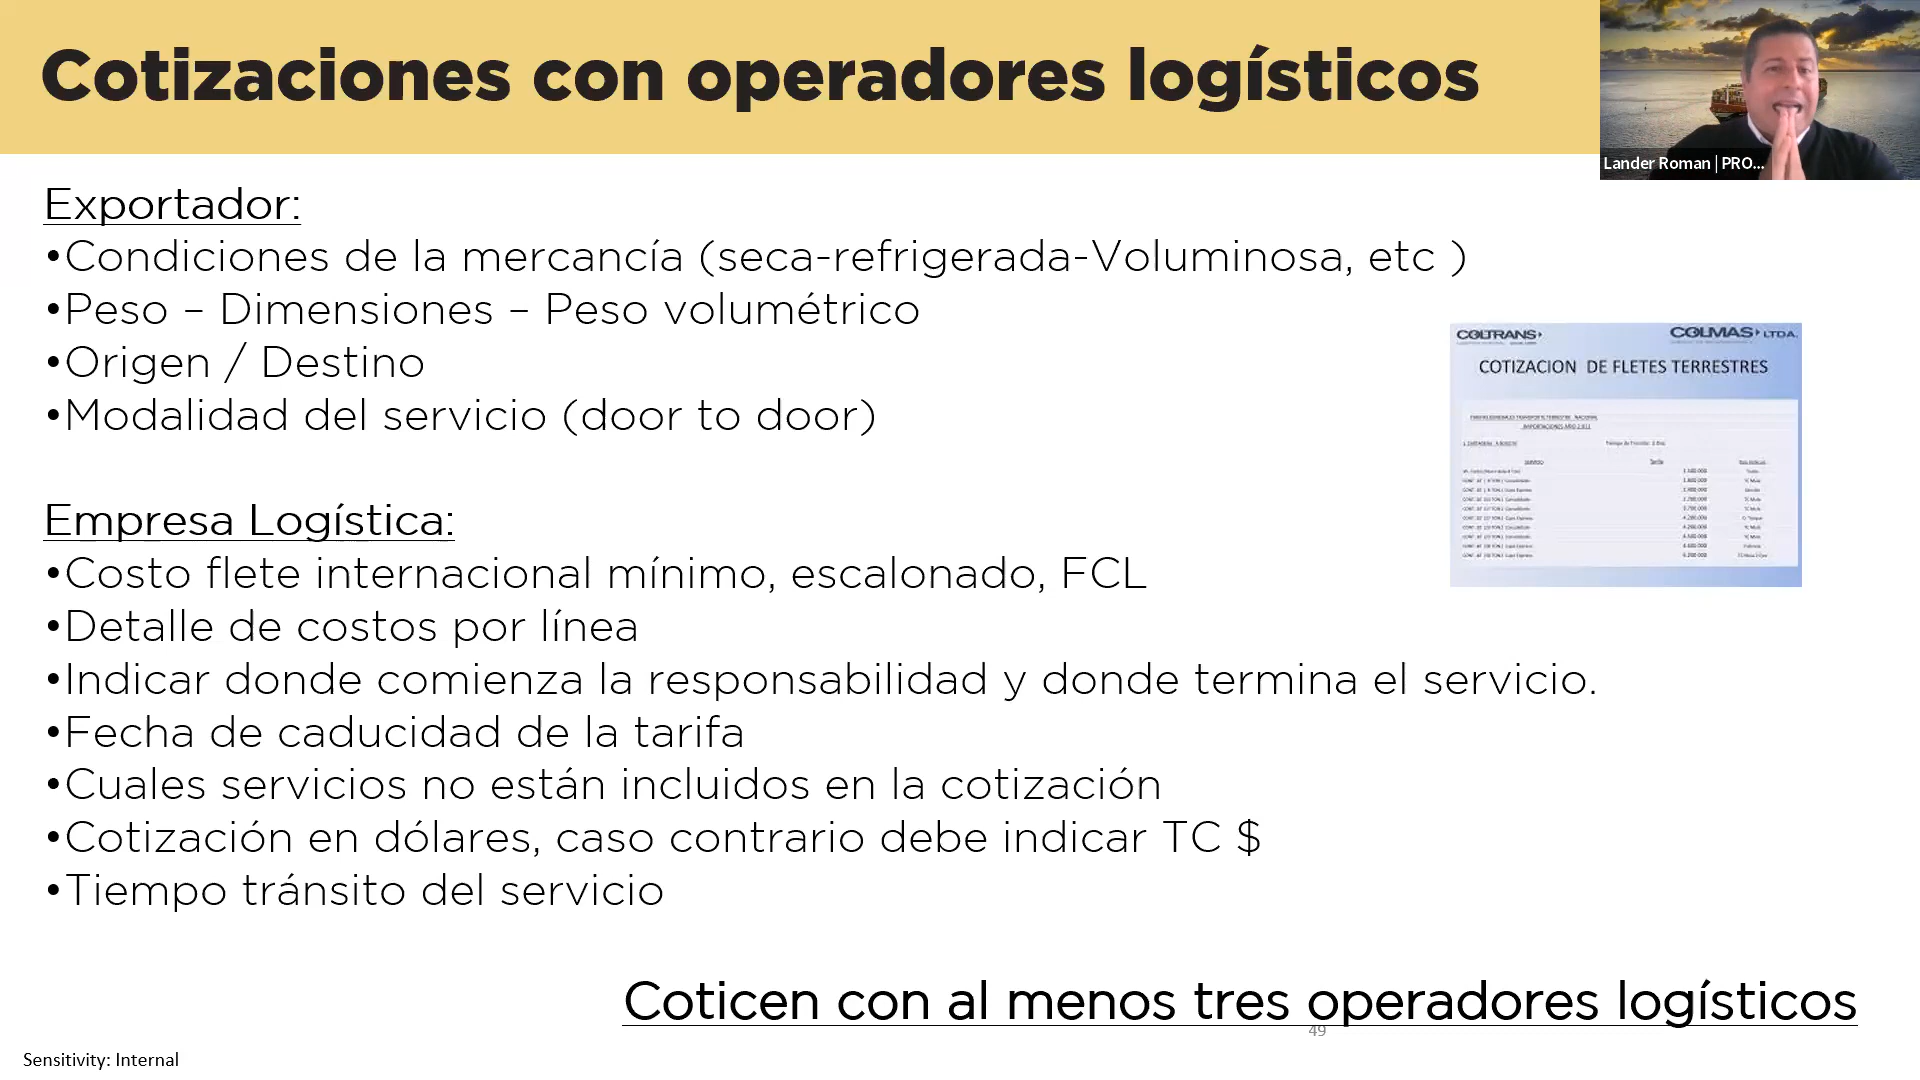 Cotizaciones con operadores logísticos
Lander Roman | PRO...
Exportador:
•Condiciones de la mercancía (seca-refrigerada-Voluminosa, etc )
•Peso – Dimensiones – Peso volumétrico
•Origen / Destino
•Modalidad del servicio (door to door)
COLTRANS
COLMAS LTDA.
COTIZACION DE FLETES TERRESTRES
Empresa Logística:
•Costo flete internacional mínimo, escalonado, FCL
•Detalle de costos por línea
•Indicar donde comienza la responsabilidad y donde termina el servicio.
•Fecha de caducidad de la tarifa
•Cuales servicios no están incluidos en la cotización
•Cotización en dólares, caso contrario debe indicar TC $
•Tiempo tránsito del servicio
Coticen con al menos tres operadores logísticos
49
Sensitivity: Internal